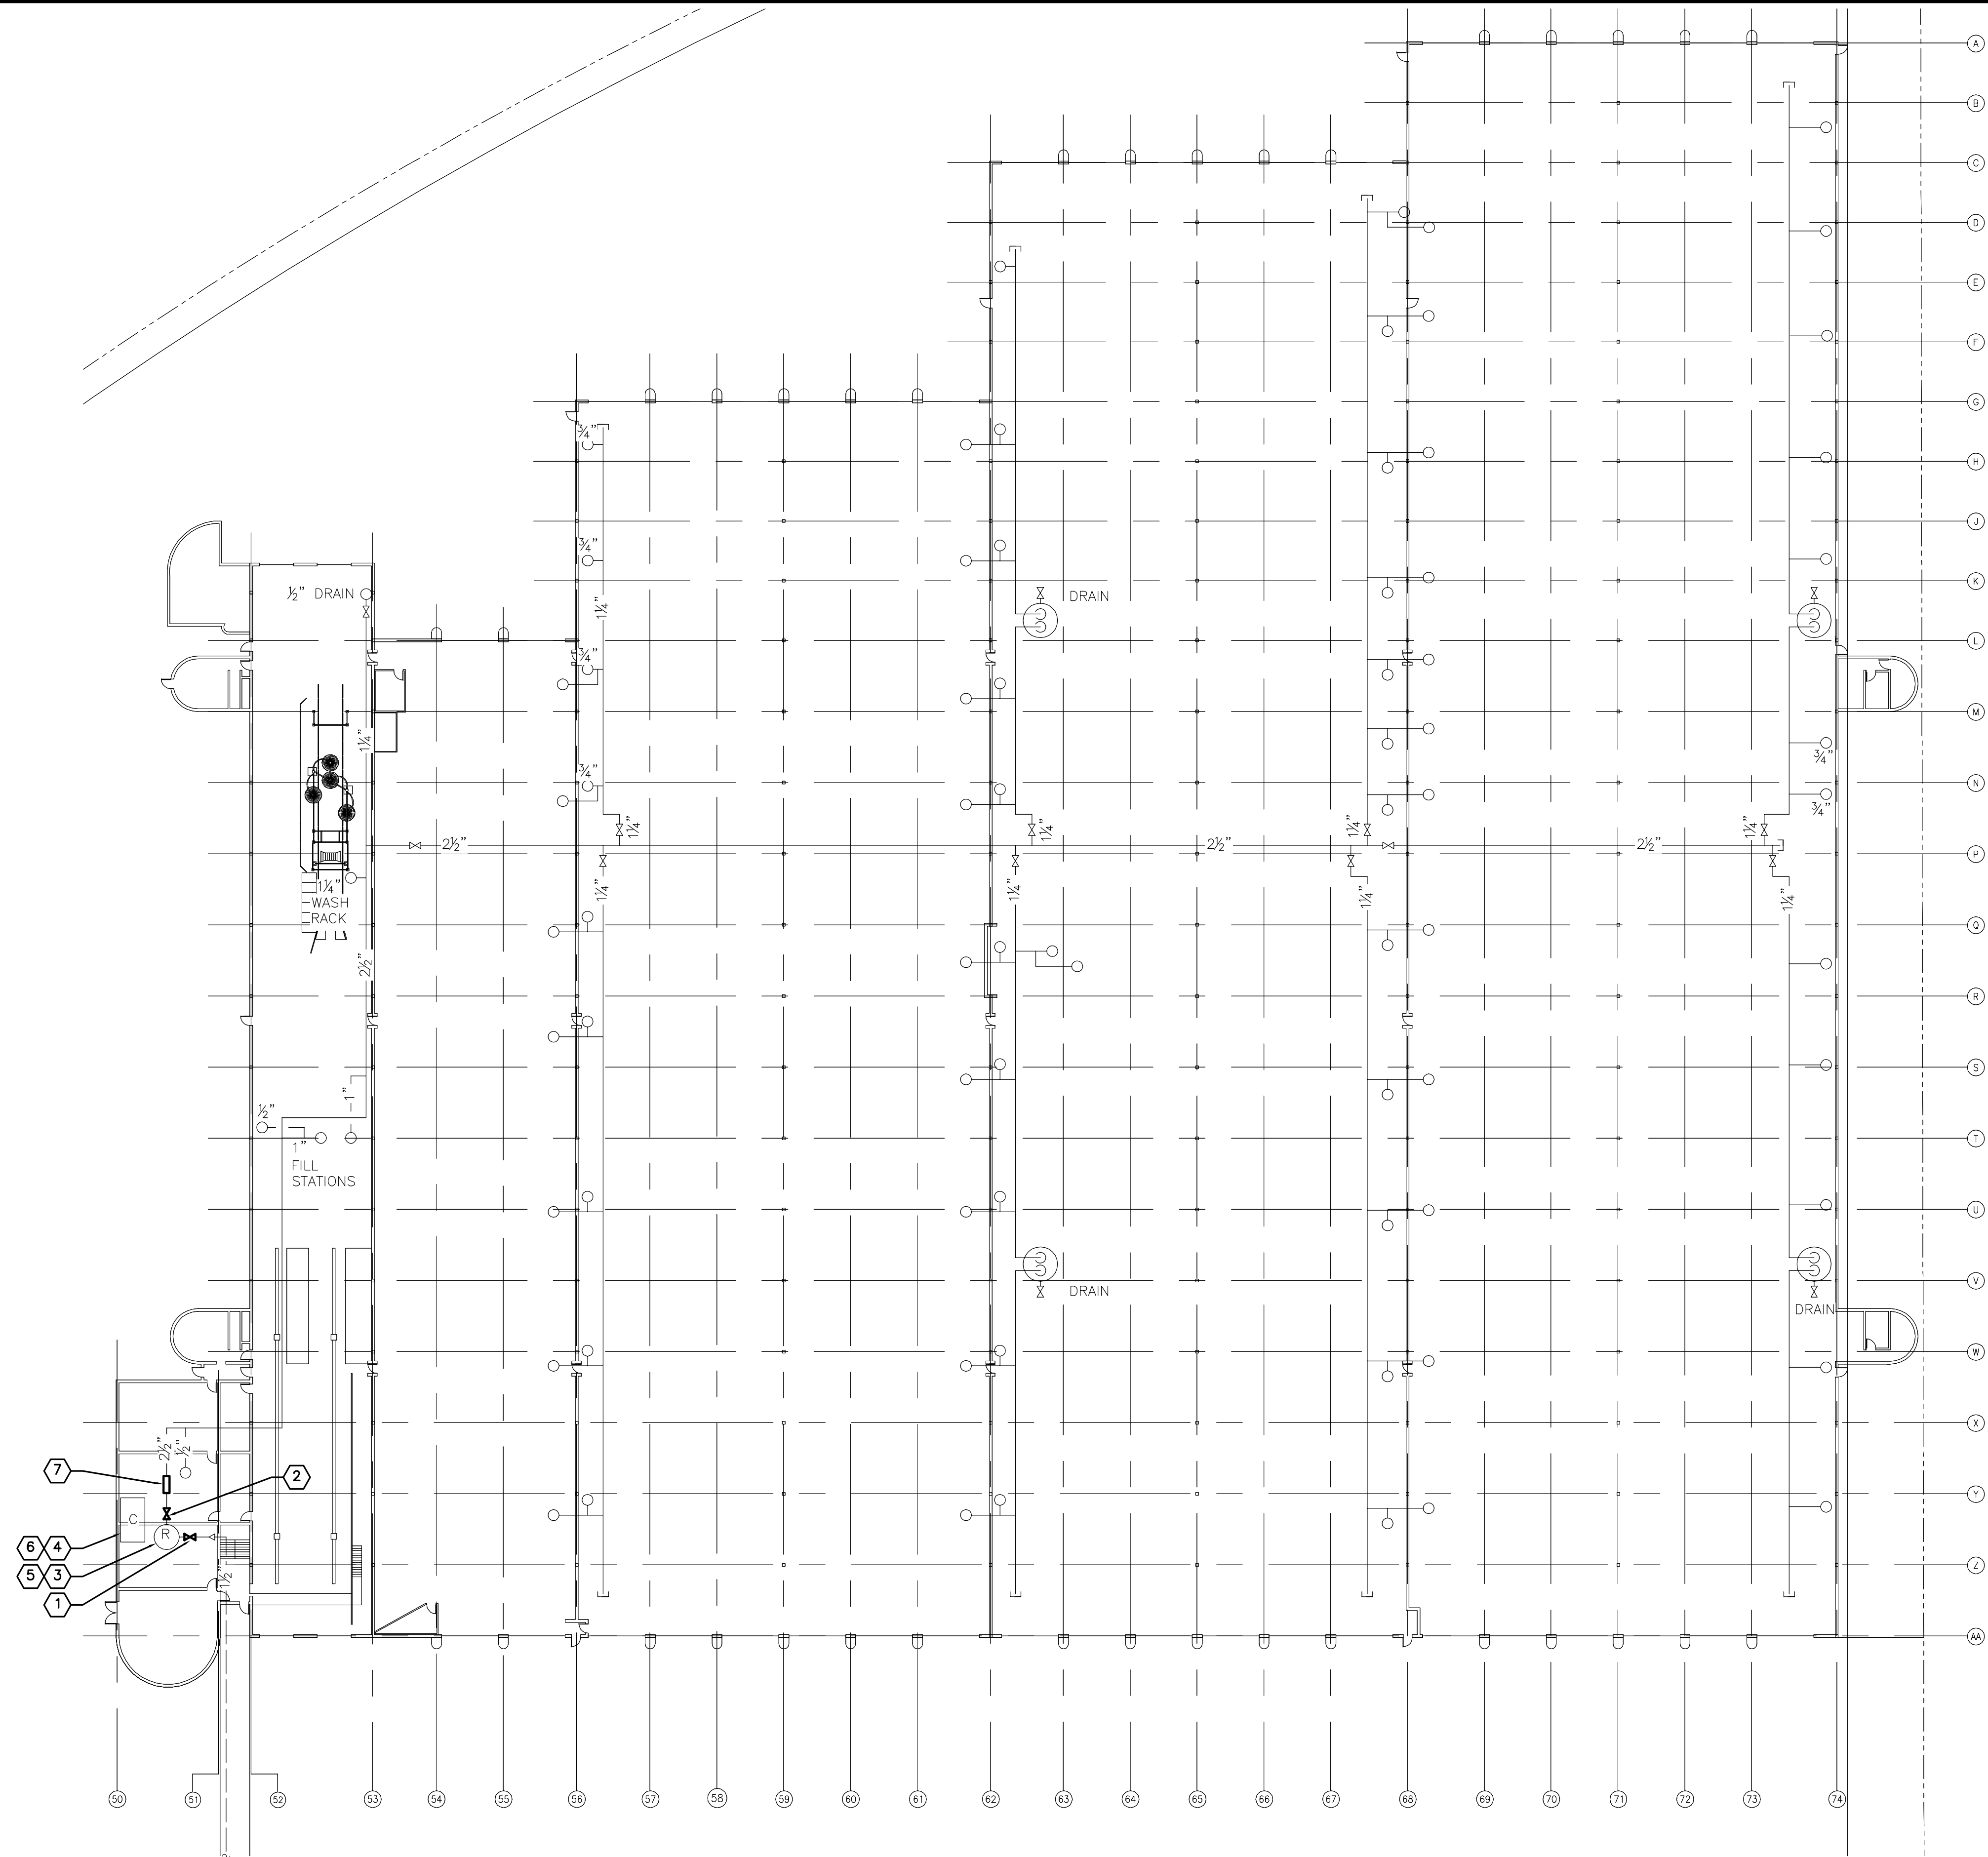 A
B
C
D
E
F
¾"
G
H
J
¾"
K
½" DRAIN
DRAIN
1¼"
L
¾"
M
1¼"
¾"
¾"
N
¾"
1¼"
1¼"
1¼"
1¼"
2½"
2½"
2½"
P
1¼"
WASH
RACK
1¼"
1¼"
1¼"
1¼"
Q
2½"
R
S
1"
½"
T
1"
FILL
STATIONS
U
V
DRAIN
DRAIN
W
X
2½"
1½"
7
2
Y
C
R
6 4
5 3
Z
1½"
1
AA
50
51
52
53
54
55
56
57
58
59
60
61
62
63
64
65
66
67
68
69
70
71
72
73
74